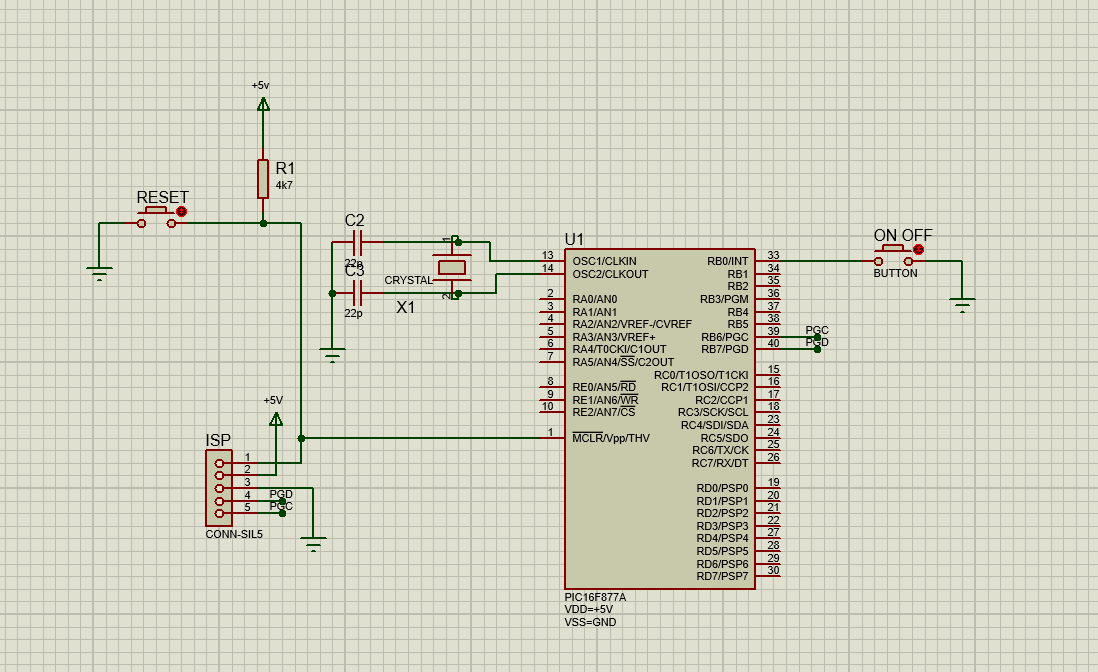 +5v
R1
4k7
RESET
C2
22p
C3
22p
1
CRYSTAL
2
X1
U1
13 OSC1/CLKIN
14 OSC2/CLKOUT
2 RA0/AN0
3 RA1/AN1
4 RA2/AN2/VREF-/CVREF
5 RA3/AN3/VREF+
6 RA4/T0CKI/C1OUT
7 RA5/AN4/SS/C2OUT
8 RE0/AN5/RD
9 RE1/AN6/WR
10 RE2/AN7/CS
1 MCLR/Vpp/THV
RB0/INT 33
RB1 34
RB2 35
RB3/PGM 36
RB4 37
RB5 38
RB6/PGC 39
RB7/PGD 40
RC0/T1OSO/T1CKI 15
RC1/T1OSI/CCP2 16
RC2/CCP1 17
RC3/SCK/SCL 18
RC4/SDI/SDA 23
RC5/SDO 24
RC6/TX/CK 25
RC7/RX/DT 26
RD0/PSP0 19
RD1/PSP1 20
RD2/PSP2 21
RD3/PSP3 22
RD4/PSP4 27
RD5/PSP5 28
RD6/PSP6 29
RD7/PSP7 30
PIC16F877A
VDD=+5V
VSS=GND
ON OFF
BUTTON
PGC
PGD
+5V
ISP
1
2
3
4 PGD
5 PGC
CONN-SIL5